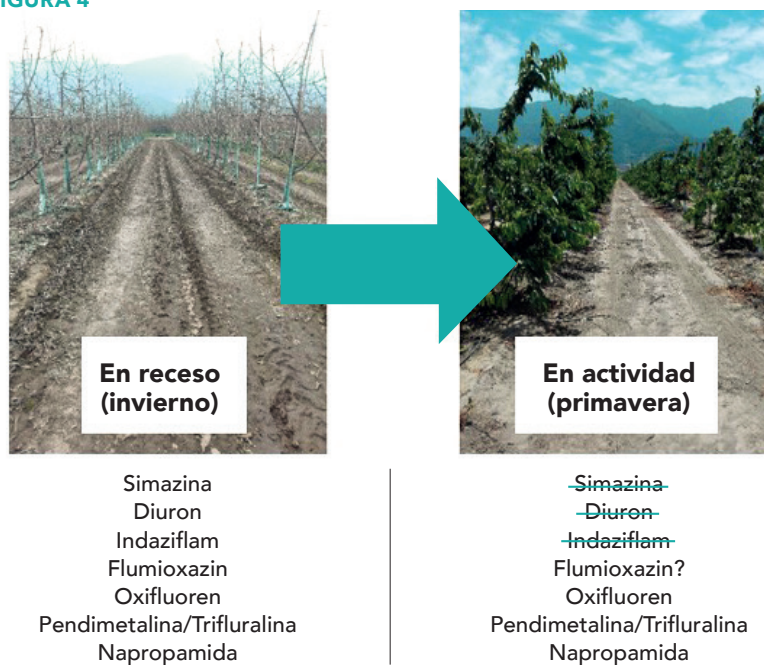 FIGURA 4
En receso
(invierno)
En actividad
(primavera)
Simazina
Diuron
Indaziflam
Flumioxazin
Oxifluoren
Pendimetalina/Trifluralina
Napropamida
Simazina
Diuron
Indaziflam
Flumioxazin?
Oxifluoren
Pendimetalina/Trifluralina
Napropamida